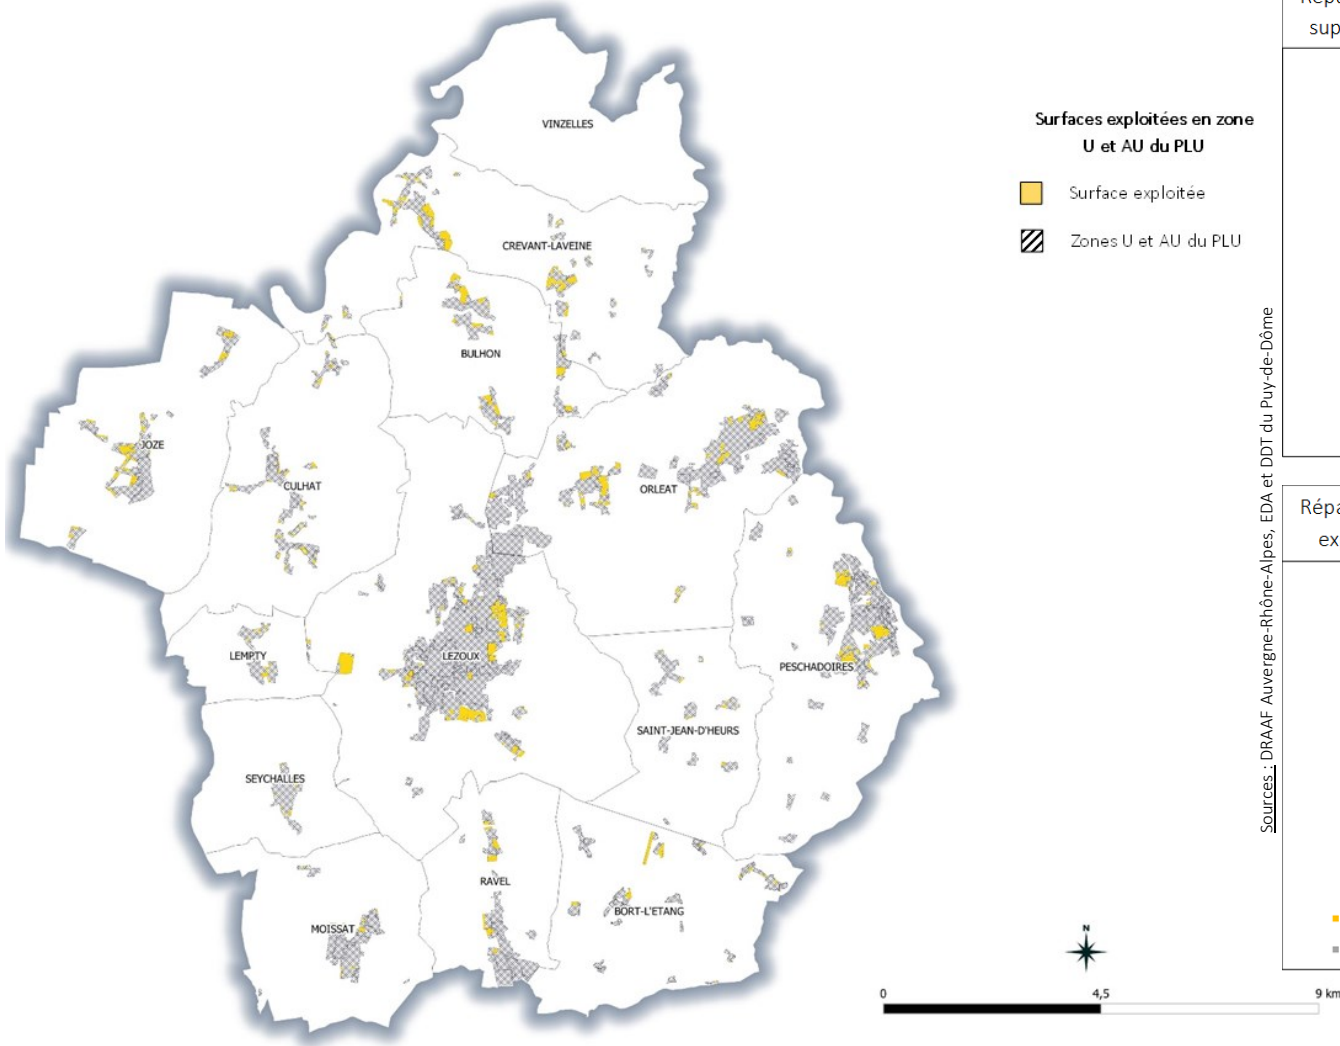 VINZELLES
CREVANT-LAVEINE
BULHON
JOZE
CULHAT
ORLEAT
LEMPTY
LEZOUX
PESCHADOIRES
SAINT-JEAN-D'HEURS
SEYCHALLES
RAVEL
BORT-L'ETANG
MOISSAT
Surfaces exploitées en zone
U et AU du PLU
Surface exploitée
Zones U et AU du PLU
N
0 4,5 9 km
Sources : DRAAF Auvergne-Rhône-Alpes, EDA et DDT du Puy-de-Dôme
sup
Répa
ex